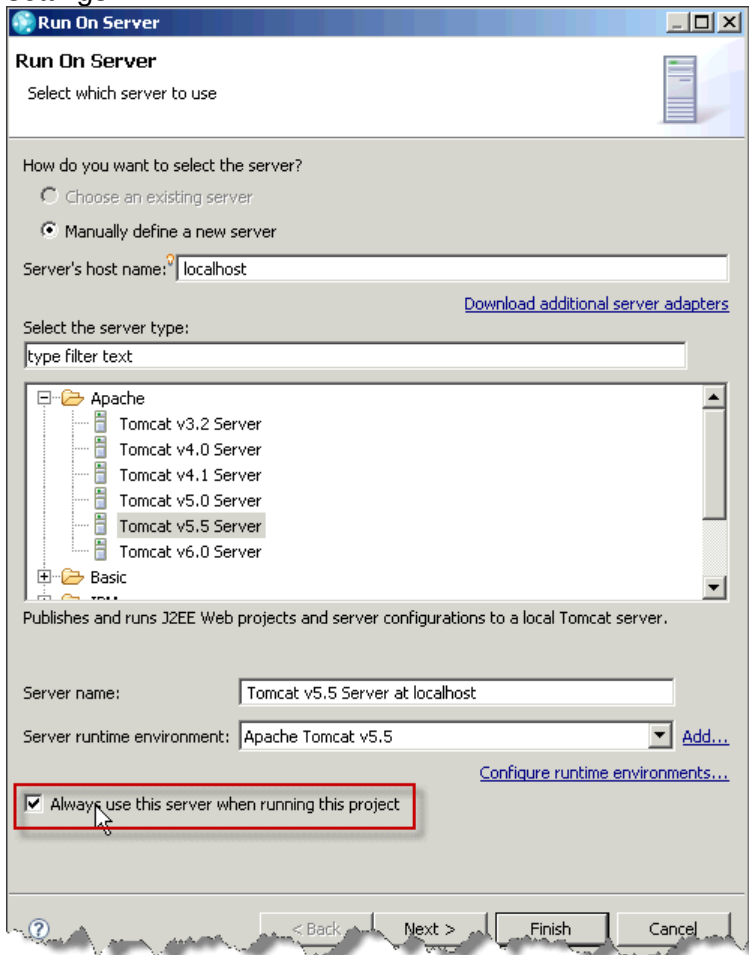 Run On Server
Run On Server
Select which server to use
How do you want to select the server?
Choose an existing server
Manually define a new server
Server's host name: localhost
Download additional server adapters
Select the server type:
type filter text
Apache
Tomcat v3.2 Server
Tomcat v4.0 Server
Tomcat v4.1 Server
Tomcat v5.0 Server
Tomcat v5.5 Server
Tomcat v6.0 Server
Basic
Publishes and runs J2EE Web projects and server configurations to a local Tomcat server.
Server name: Tomcat v5.5 Server at localhost
Server runtime environment: Apache Tomcat v5.5 Add...
Configure runtime environments...
Always use this server when running this project
? < Back Next > Finish Cancel